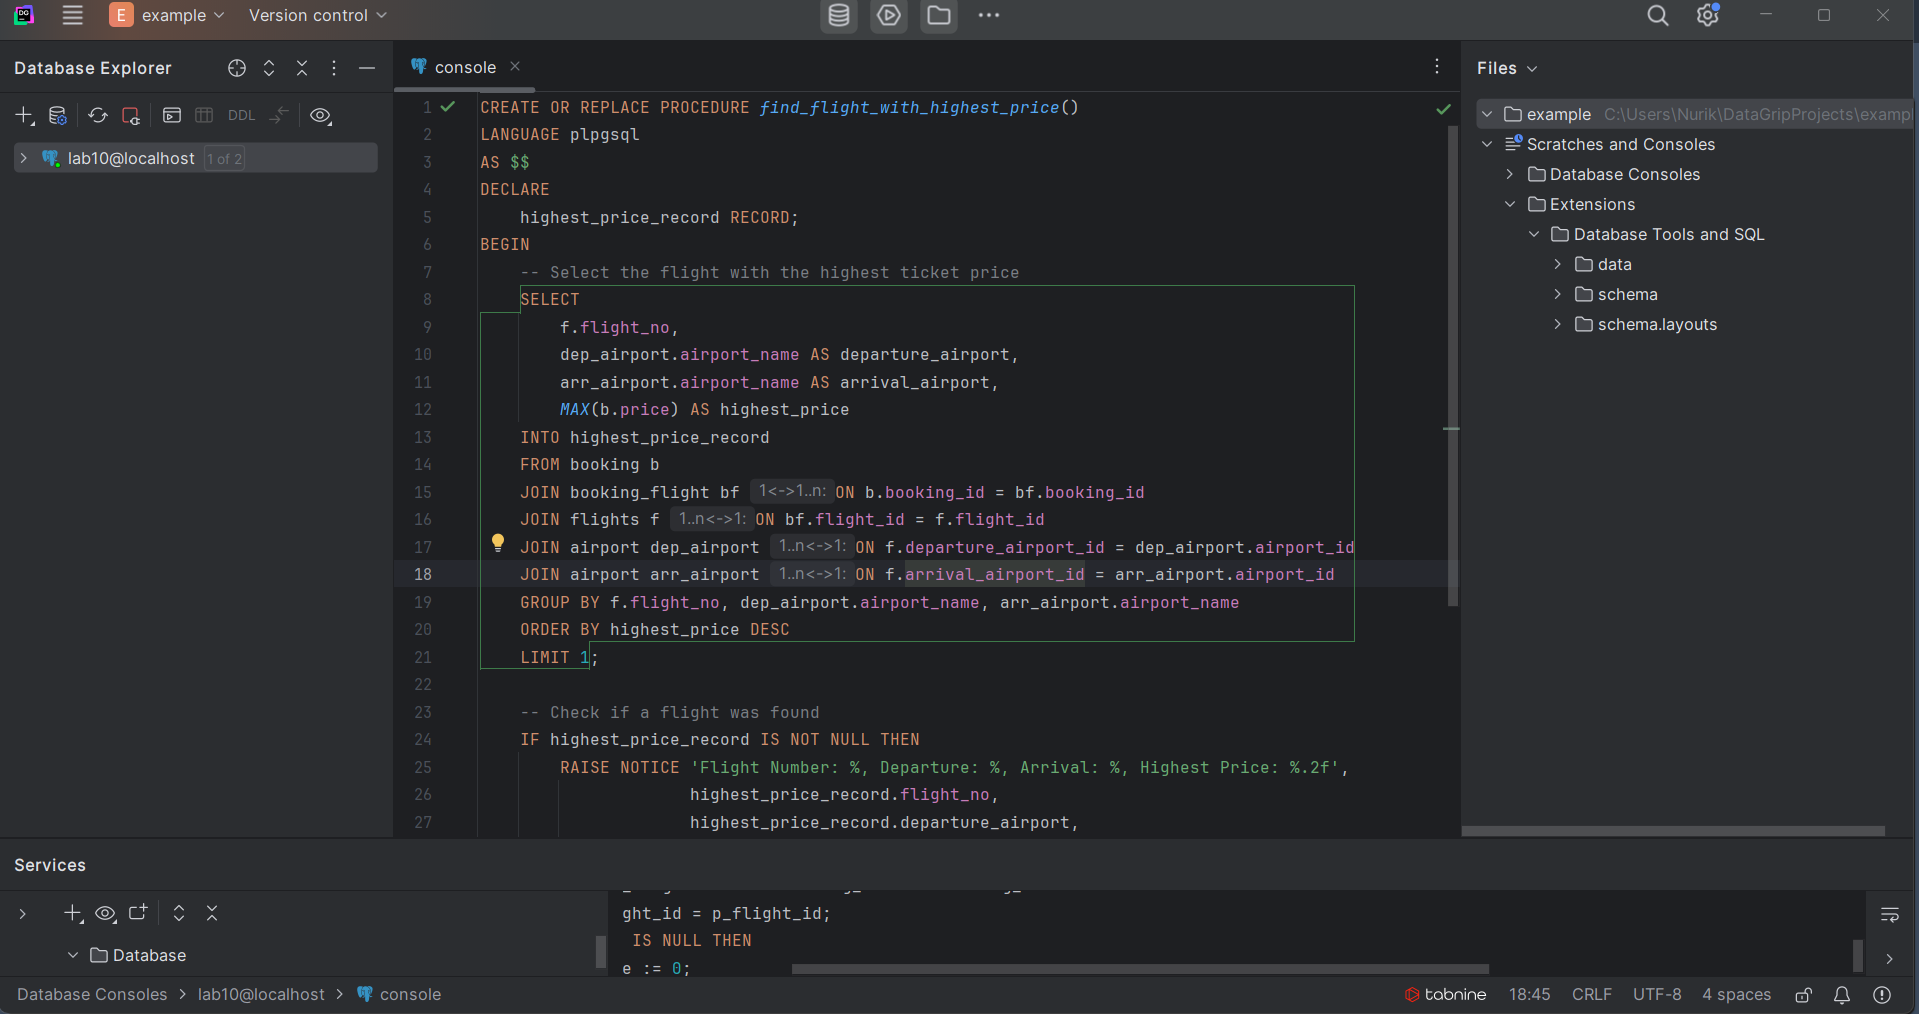 E example Version control
Database Explorer
DDL
lab10@localhost 1 of 2
console
1 CREATE OR REPLACE PROCEDURE find_flight_with_highest_price()
2 LANGUAGE plpgsql
3 AS $$
4 DECLARE
5 highest_price_record RECORD;
6 BEGIN
7 -- Select the flight with the highest ticket price
8 SELECT
9 f.flight_no,
10 dep_airport.airport_name AS departure_airport,
11 arr_airport.airport_name AS arrival_airport,
12 MAX(b.price) AS highest_price
13 INTO highest_price_record
14 FROM booking b
15 JOIN booking_flight bf 1<->1..n: ON b.booking_id = bf.booking_id
16 JOIN flights f 1..n<->1: ON bf.flight_id = f.flight_id
17 JOIN airport dep_airport 1..n<->1: ON f.departure_airport_id = dep_airport.airport_id
18 JOIN airport arr_airport 1..n<->1: ON f.arrival_airport_id = arr_airport.airport_id
19 GROUP BY f.flight_no, dep_airport.airport_name, arr_airport.airport_name
20 ORDER BY highest_price DESC
21 LIMIT 1;
22
23 -- Check if a flight was found
24 IF highest_price_record IS NOT NULL THEN
25 RAISE NOTICE 'Flight Number: %, Departure: %, Arrival: %, Highest Price: %.2f',
26 highest_price_record.flight_no,
27 highest_price_record.departure_airport,
Files
example C:\Users\Nurik\DataGripProjects\exampl
Scratches and Consoles
Database Consoles
Extensions
Database Tools and SQL
data
schema
schema.layouts
Services
Database
ght_id = p_flight_id;
IS NULL THEN
e := 0;
Database Consoles > lab10@localhost > console
tabnine 18:45 CRLF UTF-8 4 spaces